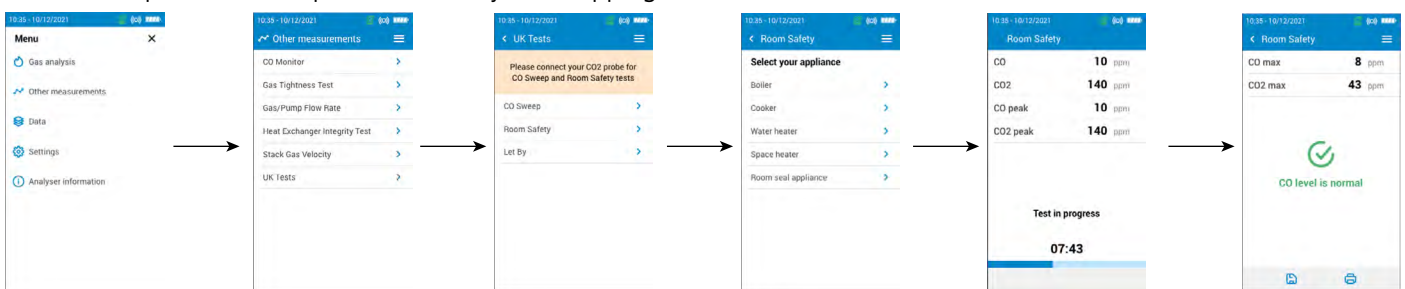 10:35 - 10/12/2021
Menu
Gas analysis
Other measurements
Data
Settings
Analyser information
10:35 - 10/12/2021
Other measurements
CO Monitor
Gas Tightness Test
Gas/Pump Flow Rate
Heat Exchanger Integrity Test
Stack Gas Velocity
UK Tests
10:35 - 10/12/2021
UK Tests
Please connect your CO2 probe for
CO Sweep and Room Safety tests
CO Sweep
Room Safety
Let By
10:35 - 10/12/2021
Room Safety
Select your appliance
Boiler
Cooker
Water heater
Space heater
Room seal appliance
10:35 - 10/12/2021
Room Safety
CO 10 ppm
CO2 140 ppm
CO peak 10 ppm
CO2 peak 140 ppm
Test in progress
07:43
10:35 - 10/12/2021
Room Safety
CO max 8 ppm
CO2 max 43 ppm
CO level is normal